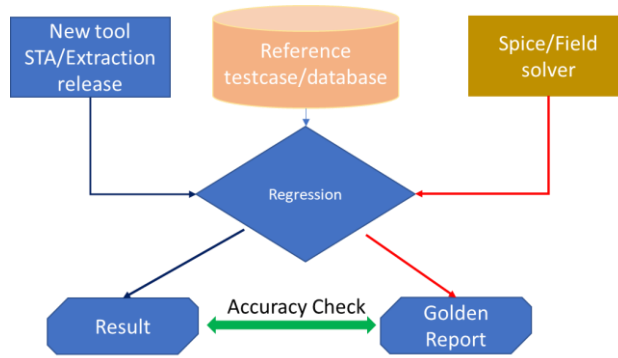 New tool
STA/Extraction
release
Reference
testcase/database
Spice/Field
solver
Regression
Accuracy Check
Result
Golden
Report